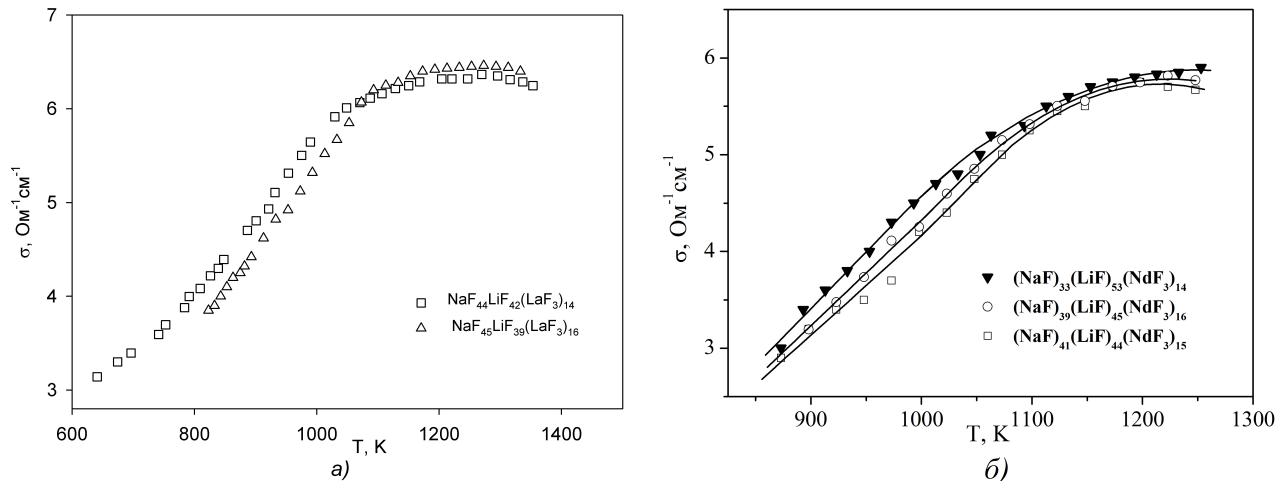 7
6
5
4
3
σ, Ом⁻¹см⁻¹
600
800
1000
1200
1400
T, K
NaF₄₄LiF₄₂(LaF₃)₁₄
NaF₄₅LiF₃₉(LaF₃)₁₆
а)
6
5
4
3
σ, Ом⁻¹см⁻¹
900
1000
1100
1200
1300
T, K
(NaF)₃₃(LiF)₅₃(NdF₃)₁₄
(NaF)₃₉(LiF)₄₅(NdF₃)₁₆
(NaF)₄₁(LiF)₄₄(NdF₃)₁₅
б)